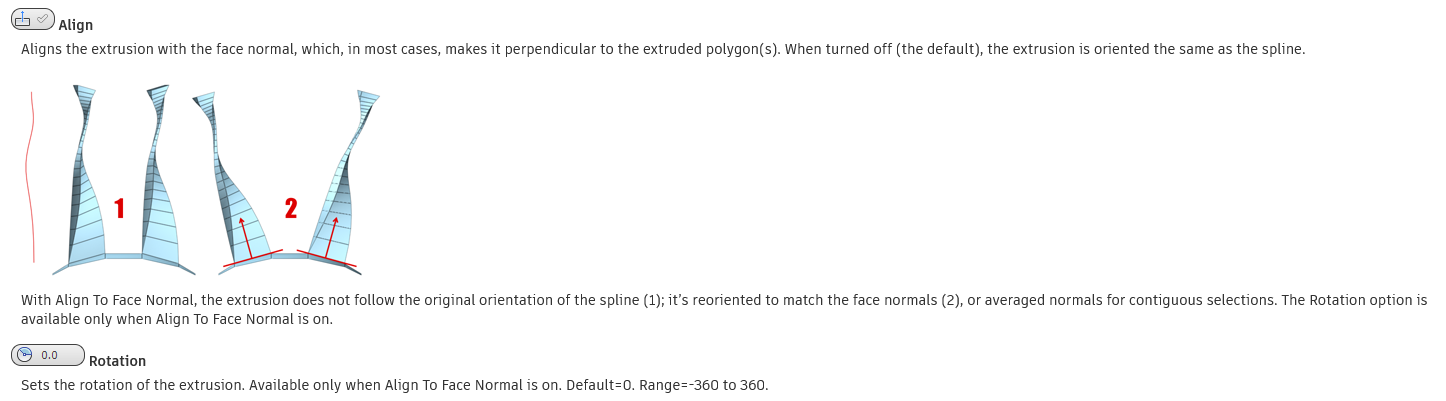 Align
Aligns the extrusion with the face normal, which, in most cases, makes it perpendicular to the extruded polygon(s). When turned off (the default), the extrusion is oriented the same as the spline.
1 2
With Align To Face Normal, the extrusion does not follow the original orientation of the spline (1); it’s reoriented to match the face normals (2), or averaged normals for contiguous selections. The Rotation option is
available only when Align To Face Normal is on.
0.0 Rotation
Sets the rotation of the extrusion. Available only when Align To Face Normal is on. Default=0. Range=-360 to 360.